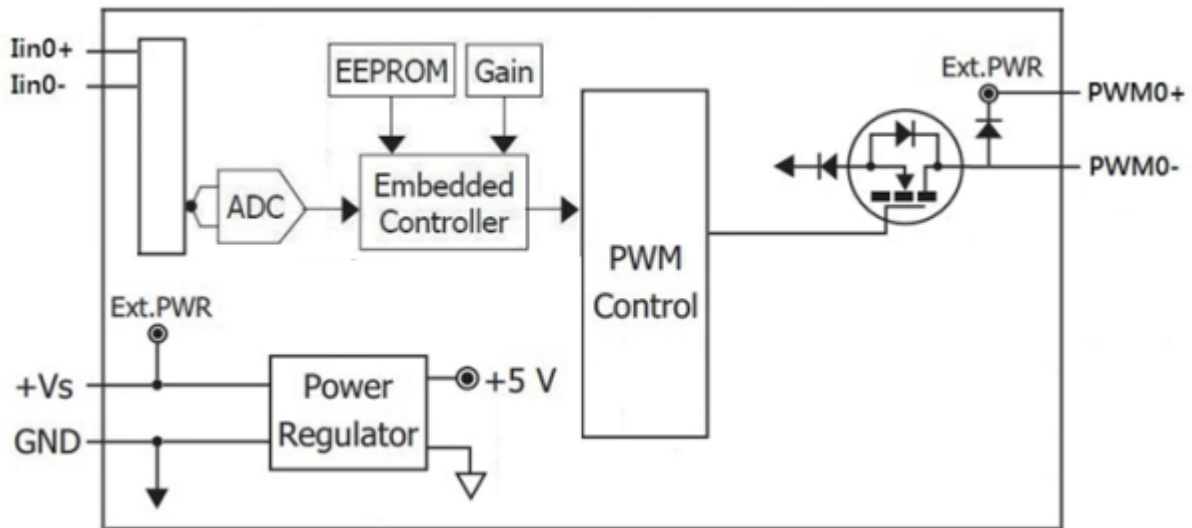 Iin0+
Iin0-
EEPROM
Gain
Ext.PWR
PWM0+
PWM0-
ADC
Embedded
Controller
PWM
Control
Ext.PWR
+Vs
GND
Power
Regulator
+5 V